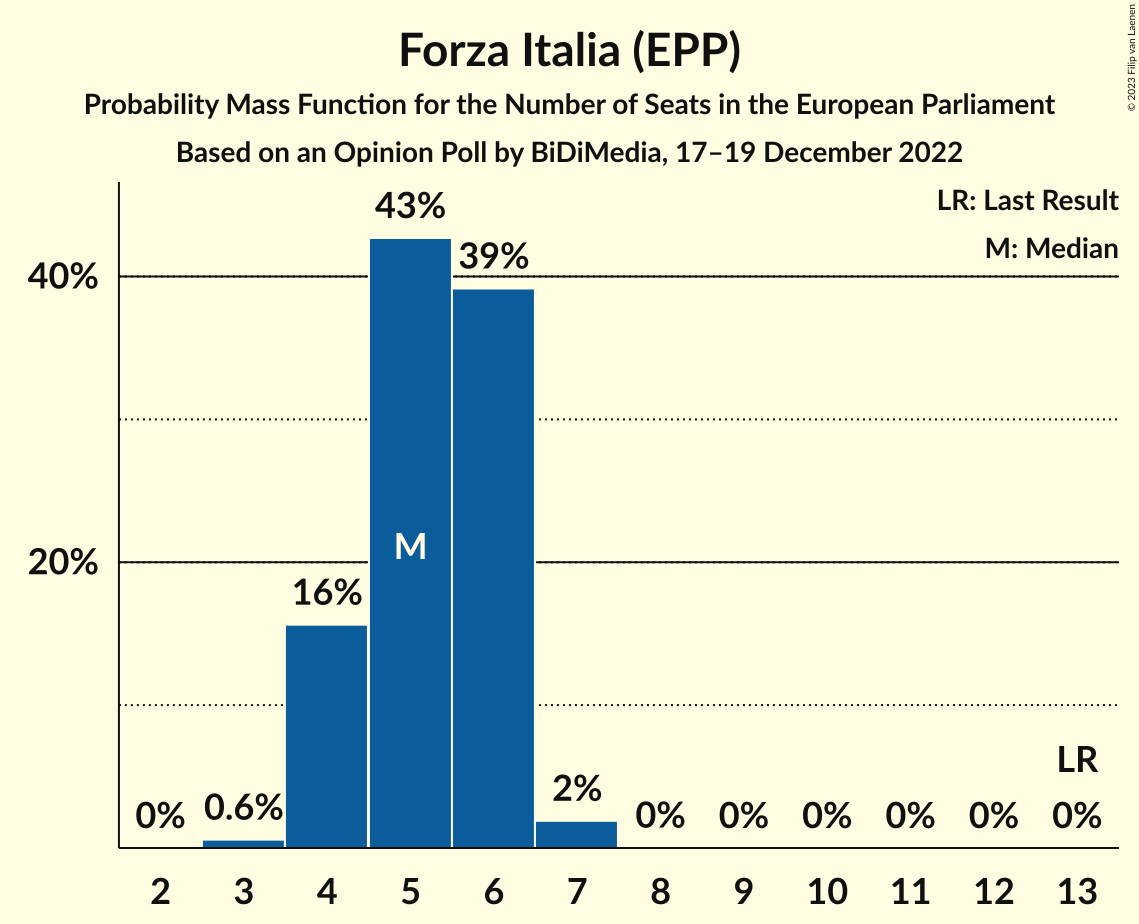 Forza Italia (EPP)
Probability Mass Function for the Number of Seats in the European Parliament
Based on an Opinion Poll by BiDiMedia, 17–19 December 2022
© 2023 Filip van Laenen
LR: Last Result
M: Median
40%
20%
0%
0.6%
16%
43%
M
39%
2%
0%
0%
0%
0%
0%
LR
0%
2 3 4 5 6 7 8 9 10 11 12 13